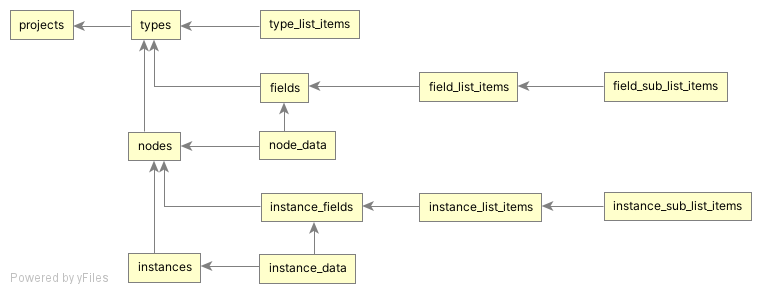 projects
types
type_list_items
fields
field_list_items
field_sub_list_items
nodes
node_data
instance_fields
instance_list_items
instance_sub_list_items
instances
instance_data
Powered by yFiles